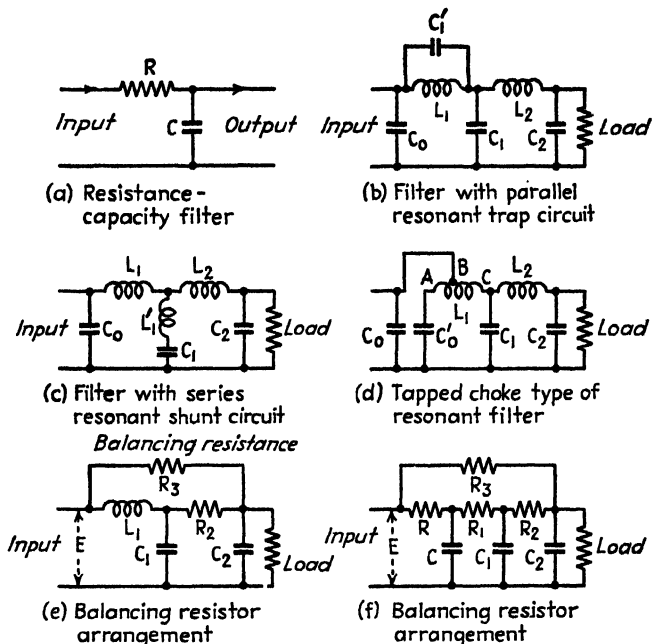 R
Input
C
Output
(a) Resistance-
capacity filter
C₁'
L₁
L₂
Input
C₀
C₁
C₂
Load
(b) Filter with parallel
resonant trap circuit
L₁
L₂
Input
C₀
L₁'
C₁
C₂
Load
(c) Filter with series
resonant shunt circuit
A
B
C
L₂
L₁
C₀
C₀'
C₁
C₂
Load
(d) Tapped choke type of
resonant filter
Balancing resistance
R₃
L₁
R₂
Input
E
C₁
C₂
Load
(e) Balancing resistor
arrangement
R₃
R
R₁
R₂
Input
E
C
C₁
C₂
Load
(f) Balancing resistor
arrangement